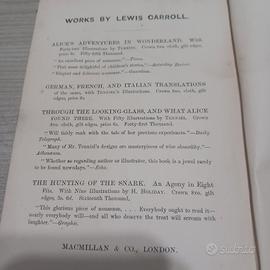 WORKS BY LEWIS CARROLL.
ALICE'S ADVENTURES IN WONDERLAND. With
Forty-two Illustrations by TENNIEL. Crown 8vo, cloth, gilt
edges, price 6s. Fifty-fifth Thousand.
"An excellent piece of nonsense."—Times.
"That most delightful of children's stories."—Saturday Review.
"Elegant and delicious nonsense."—Guardian.
GERMAN, FRENCH, AND ITALIAN TRANSLATIONS
of the same, with TENNIEL'S Illustrations. Crown 8vo, cloth, gilt
edges, price 6s.
THROUGH THE LOOKING-GLASS, AND WHAT ALICE
FOUND THERE. With Fifty Illustrations by TENNIEL. Crown
8vo, cloth, gilt edges, price 6s. Forty-first Thousand.
"Will fairly rank with the tale of her previous experiences."—Daily
Telegraph.
"Many of Mr. Tenniel's designs are masterpieces of wise absurdity."—
Athenæum.
"Whether as regarding author or illustrator, this book is a jewel rarely
to be found nowadays."—Echo.
THE HUNTING OF THE SNARK. An Agony in Eight
Fits. With Nine Illustrations by H. HOLIDAY. Crown 8vo, gilt
edges, 3s. 6d. Sixteenth Thousand.
"This glorious piece of nonsense. . . . Everybody ought to read it—
nearly everybody will—and all who deserve the treat will scream with
laughter."—Graphic.
MACMILLAN & CO., LONDON.
subito